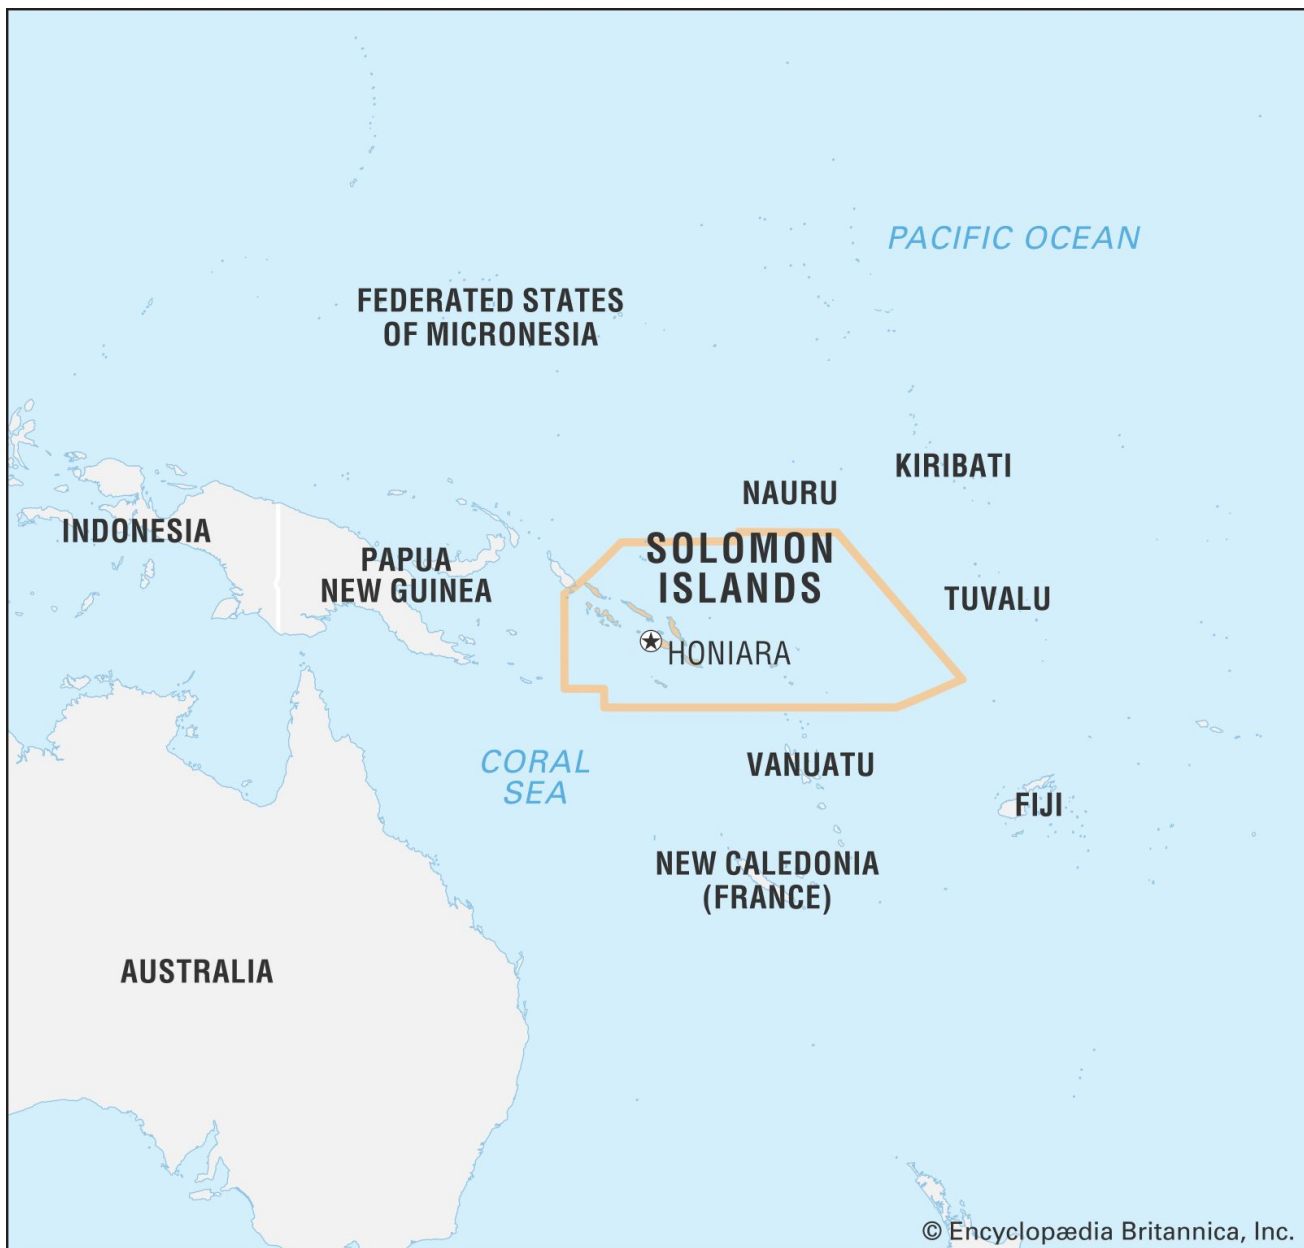 PACIFIC OCEAN
FEDERATED STATES
OF MICRONESIA
KIRIBATI
NAURU
INDONESIA
PAPUA
NEW GUINEA
SOLOMON
ISLANDS
TUVALU
HONIARA
CORAL
SEA
VANUATU
FIJI
NEW CALEDONIA
(FRANCE)
AUSTRALIA
© Encyclopædia Britannica, Inc.